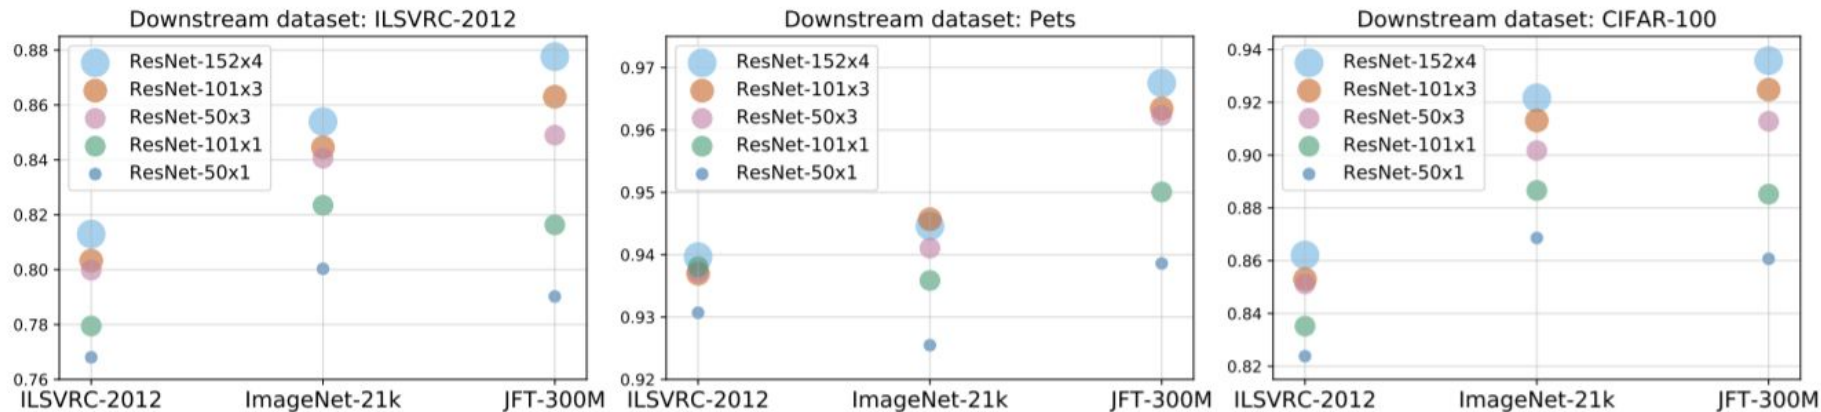 Downstream dataset: ILSVRC-2012
0.88
0.86
0.84
0.82
0.80
0.78
0.76
ResNet-152x4
ResNet-101x3
ResNet-50x3
ResNet-101x1
ResNet-50x1
ILSVRC-2012
ImageNet-21k
JFT-300M
Downstream dataset: Pets
0.97
0.96
0.95
0.94
0.93
0.92
ResNet-152x4
ResNet-101x3
ResNet-50x3
ResNet-101x1
ResNet-50x1
ILSVRC-2012
ImageNet-21k
JFT-300M
Downstream dataset: CIFAR-100
0.94
0.92
0.90
0.88
0.86
0.84
0.82
ResNet-152x4
ResNet-101x3
ResNet-50x3
ResNet-101x1
ResNet-50x1
ILSVRC-2012
ImageNet-21k
JFT-300M